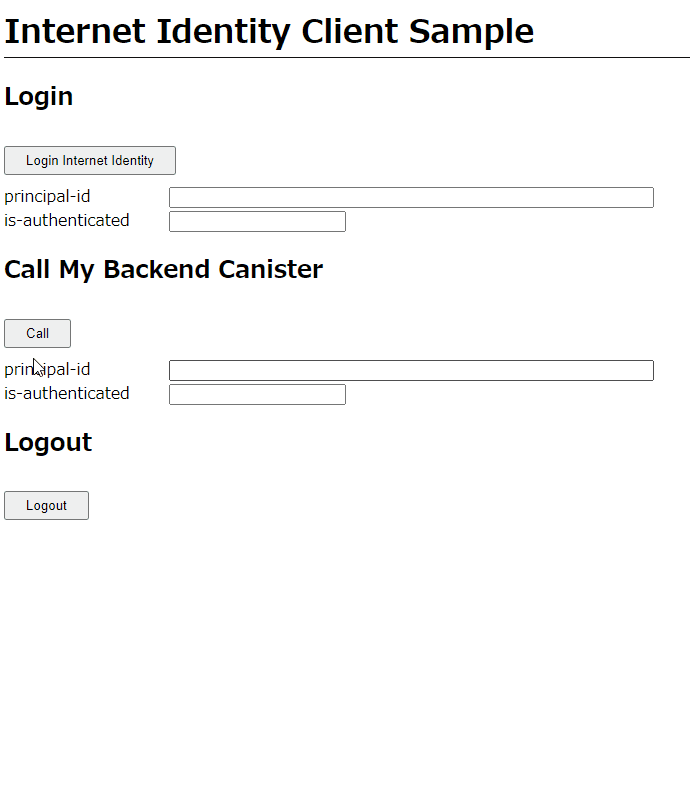 Internet Identity Client Sample
Login
Login Internet Identity
principal-id
is-authenticated
Call My Backend Canister
Call
principal-id
is-authenticated
Logout
Logout